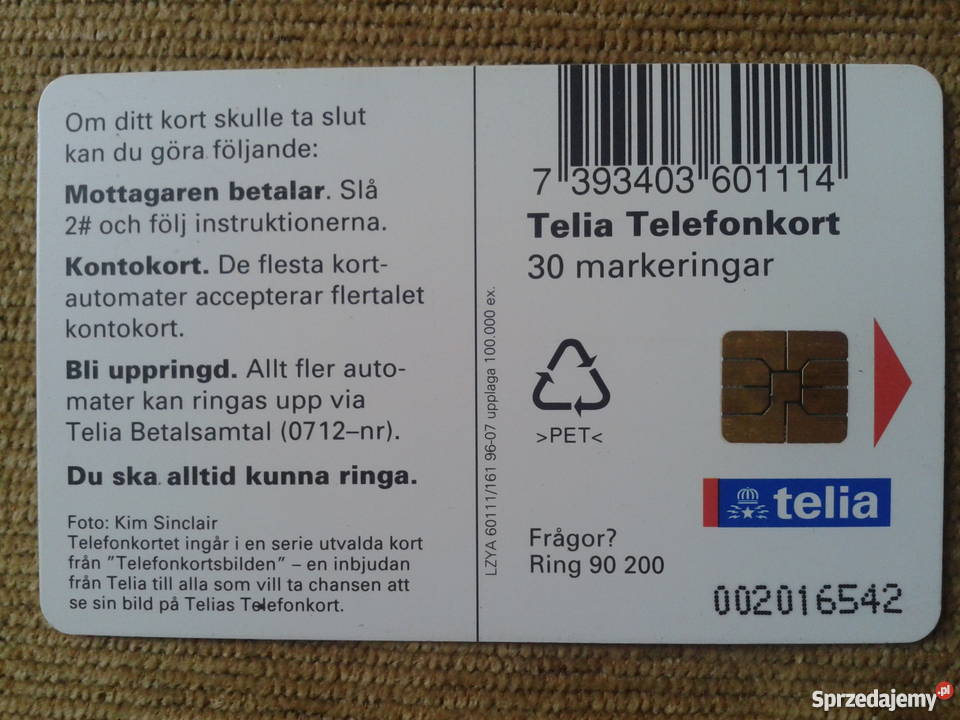 Om ditt kort skulle ta slut
kan du göra följande:
Mottagaren betalar. Slå
2# och följ instruktionerna.
Kontokort. De flesta kort-
automater accepterar flertalet
kontokort.
Bli uppringd. Allt fler auto-
mater kan ringas upp via
Telia Betalsamtal (0712–nr).
Du ska alltid kunna ringa.
Foto: Kim Sinclair
Telefonkortet ingår i en serie utvalda kort
från "Telefonkortsbilden" – en inbjudan
från Telia till alla som vill ta chansen att
se sin bild på Telias Telefonkort.
LZYA 60111/161 96-07 upplaga 100.000 ex.
7 393403 601114
Telia Telefonkort
30 markeringar
>PET<
telia
Frågor?
Ring 90 200
002016542
Sprzedajemy.pl